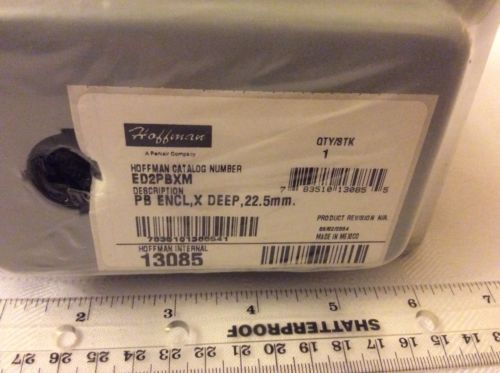 Hoffman
A Pentair Company
QTY/STK
1
HOFFMAN CATALOG NUMBER
ED2PBXM
7 83510 13085 5
DESCRIPTION
PB ENCL,X DEEP,22.5mm.
PRODUCT REVISION N/A
MADE IN MEXICO
HOFFMAN INTERNAL
13085
2 3 4 5 6 7
SHATTERPROOF
27 26 25 24 23 22 21 20 19 18 17 16 15 14 13 12